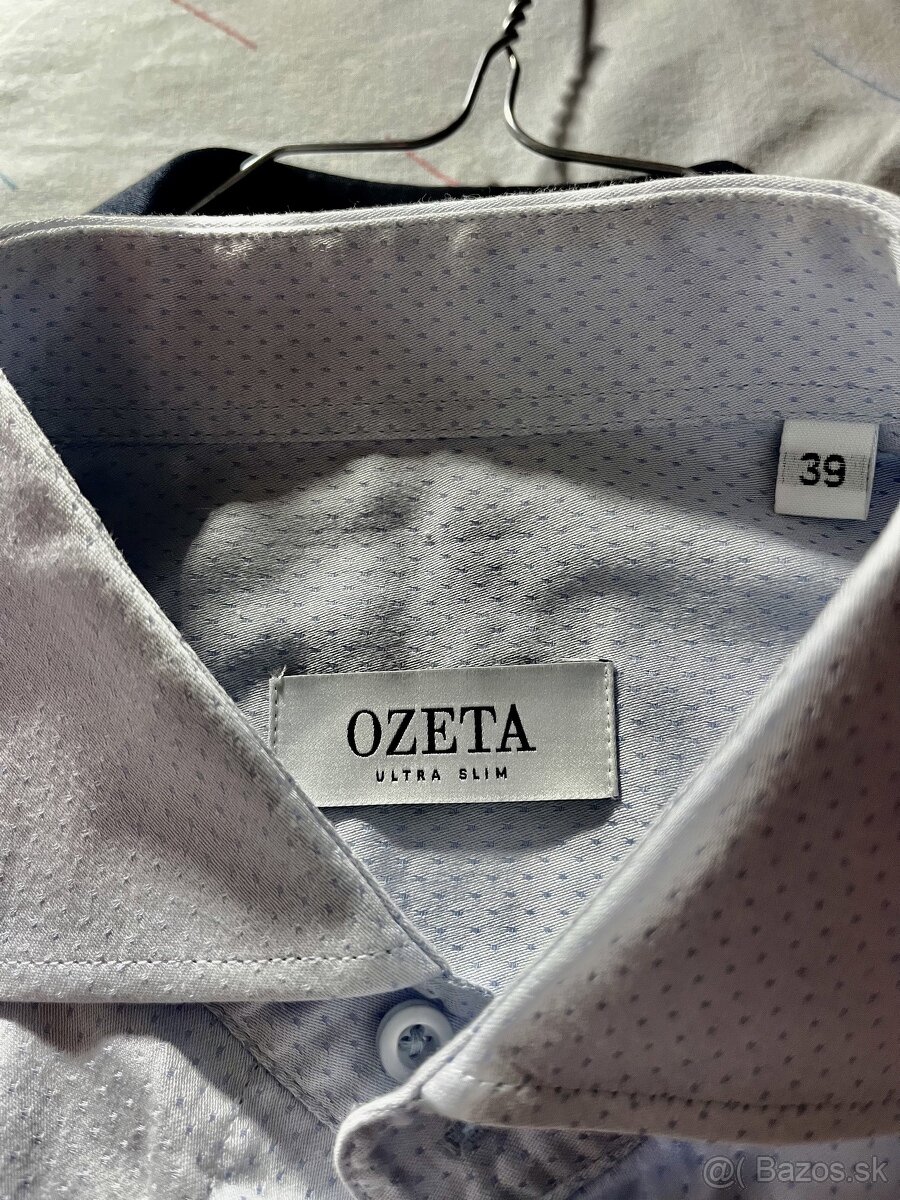 39
OZETA
ULTRA SLIM
@( Bazos.sk